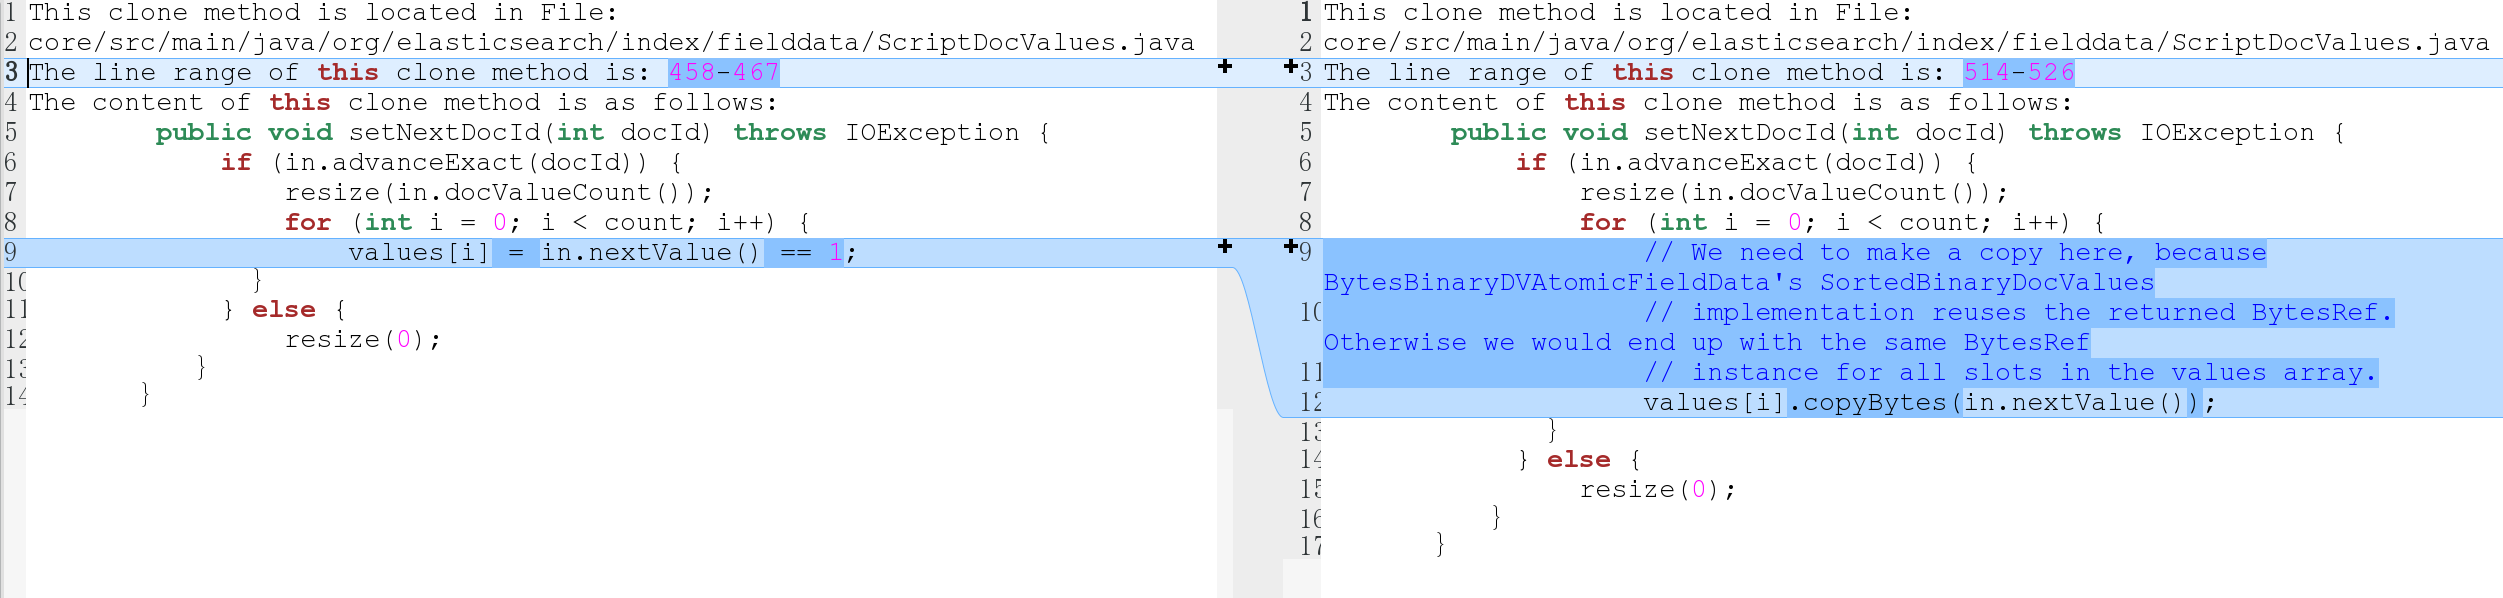 1 This clone method is located in File:
2 core/src/main/java/org/elasticsearch/index/fielddata/ScriptDocValues.java
3 The line range of this clone method is: 458-467
4 The content of this clone method is as follows:
5         public void setNextDocId(int docId) throws IOException {
6             if (in.advanceExact(docId)) {
7                 resize(in.docValueCount());
8                 for (int i = 0; i < count; i++) {
9                     values[i] = in.nextValue() == 1;
10                 }
11             } else {
12                 resize(0);
13             }
14         }
1 This clone method is located in File:
2 core/src/main/java/org/elasticsearch/index/fielddata/ScriptDocValues.java
3 The line range of this clone method is: 514-526
4 The content of this clone method is as follows:
5         public void setNextDocId(int docId) throws IOException {
6             if (in.advanceExact(docId)) {
7                 resize(in.docValueCount());
8                 for (int i = 0; i < count; i++) {
9                     // We need to make a copy here, because
BytesBinaryDVAtomicFieldData's SortedBinaryDocValues
10                     // implementation reuses the returned BytesRef.
Otherwise we would end up with the same BytesRef
11                     // instance for all slots in the values array.
12                     values[i].copyBytes(in.nextValue());
13                 }
14             } else {
15                 resize(0);
16             }
17         }